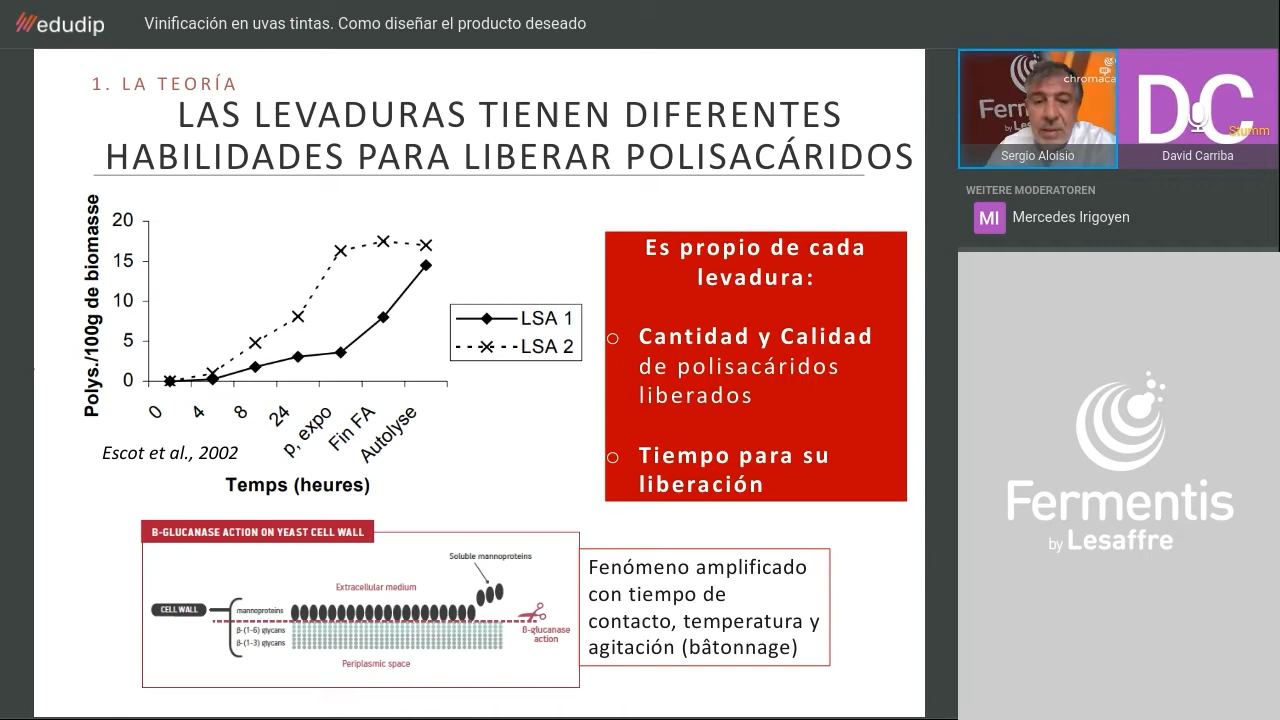 edudip
Vinificación en uvas tintas. Como diseñar el producto deseado
1. LA TEORÍA
LAS LEVADURAS TIENEN DIFERENTES
HABILIDADES PARA LIBERAR POLISACÁRIDOS
Polys./100g de biomasse
20
15
10
5
0
0
4
8
24
p, expo
Fin FA
Autolyse
Temps (heures)
LSA 1
LSA 2
Escot et al., 2002
Es propio de cada
levadura:
Cantidad y Calidad
de polisacáridos
liberados
Tiempo para su
liberación
β-GLUCANASE ACTION ON YEAST CELL WALL
Soluble mannoproteins
Extracellular medium
CELL WALL
mannoproteins
β-(1-6) glycans
β-(1-3) glycans
β-glucanase
action
Periplasmic space
Fenómeno amplificado
con tiempo de
contacto, temperatura y
agitación (bâtonnage)
chromaca
Sergio Aloisio
DC
Stumm
David Carriba
WEITERE MODERATOREN
MI
Mercedes Irigoyen
Fermentis
by Lesaffre